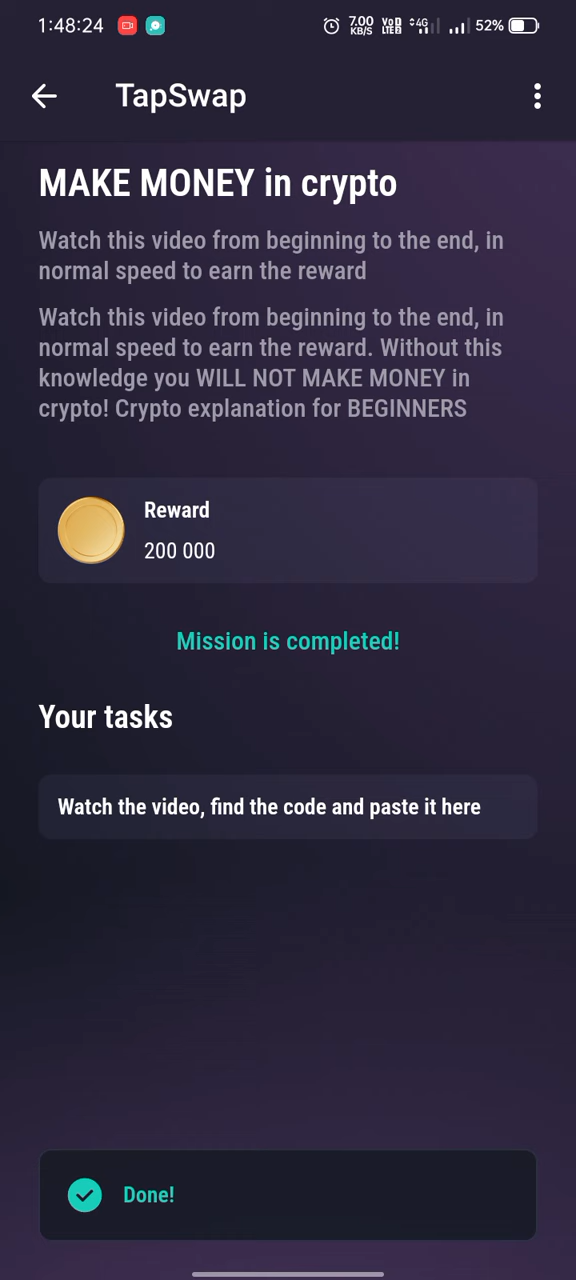 1:48:24 7.00 KB/S VoD LTE2 4G 52%
TapSwap
MAKE MONEY in crypto
Watch this video from beginning to the end, in
normal speed to earn the reward
Watch this video from beginning to the end, in
normal speed to earn the reward. Without this
knowledge you WILL NOT MAKE MONEY in
crypto! Crypto explanation for BEGINNERS
Reward
200 000
Mission is completed!
Your tasks
Watch the video, find the code and paste it here
Done!